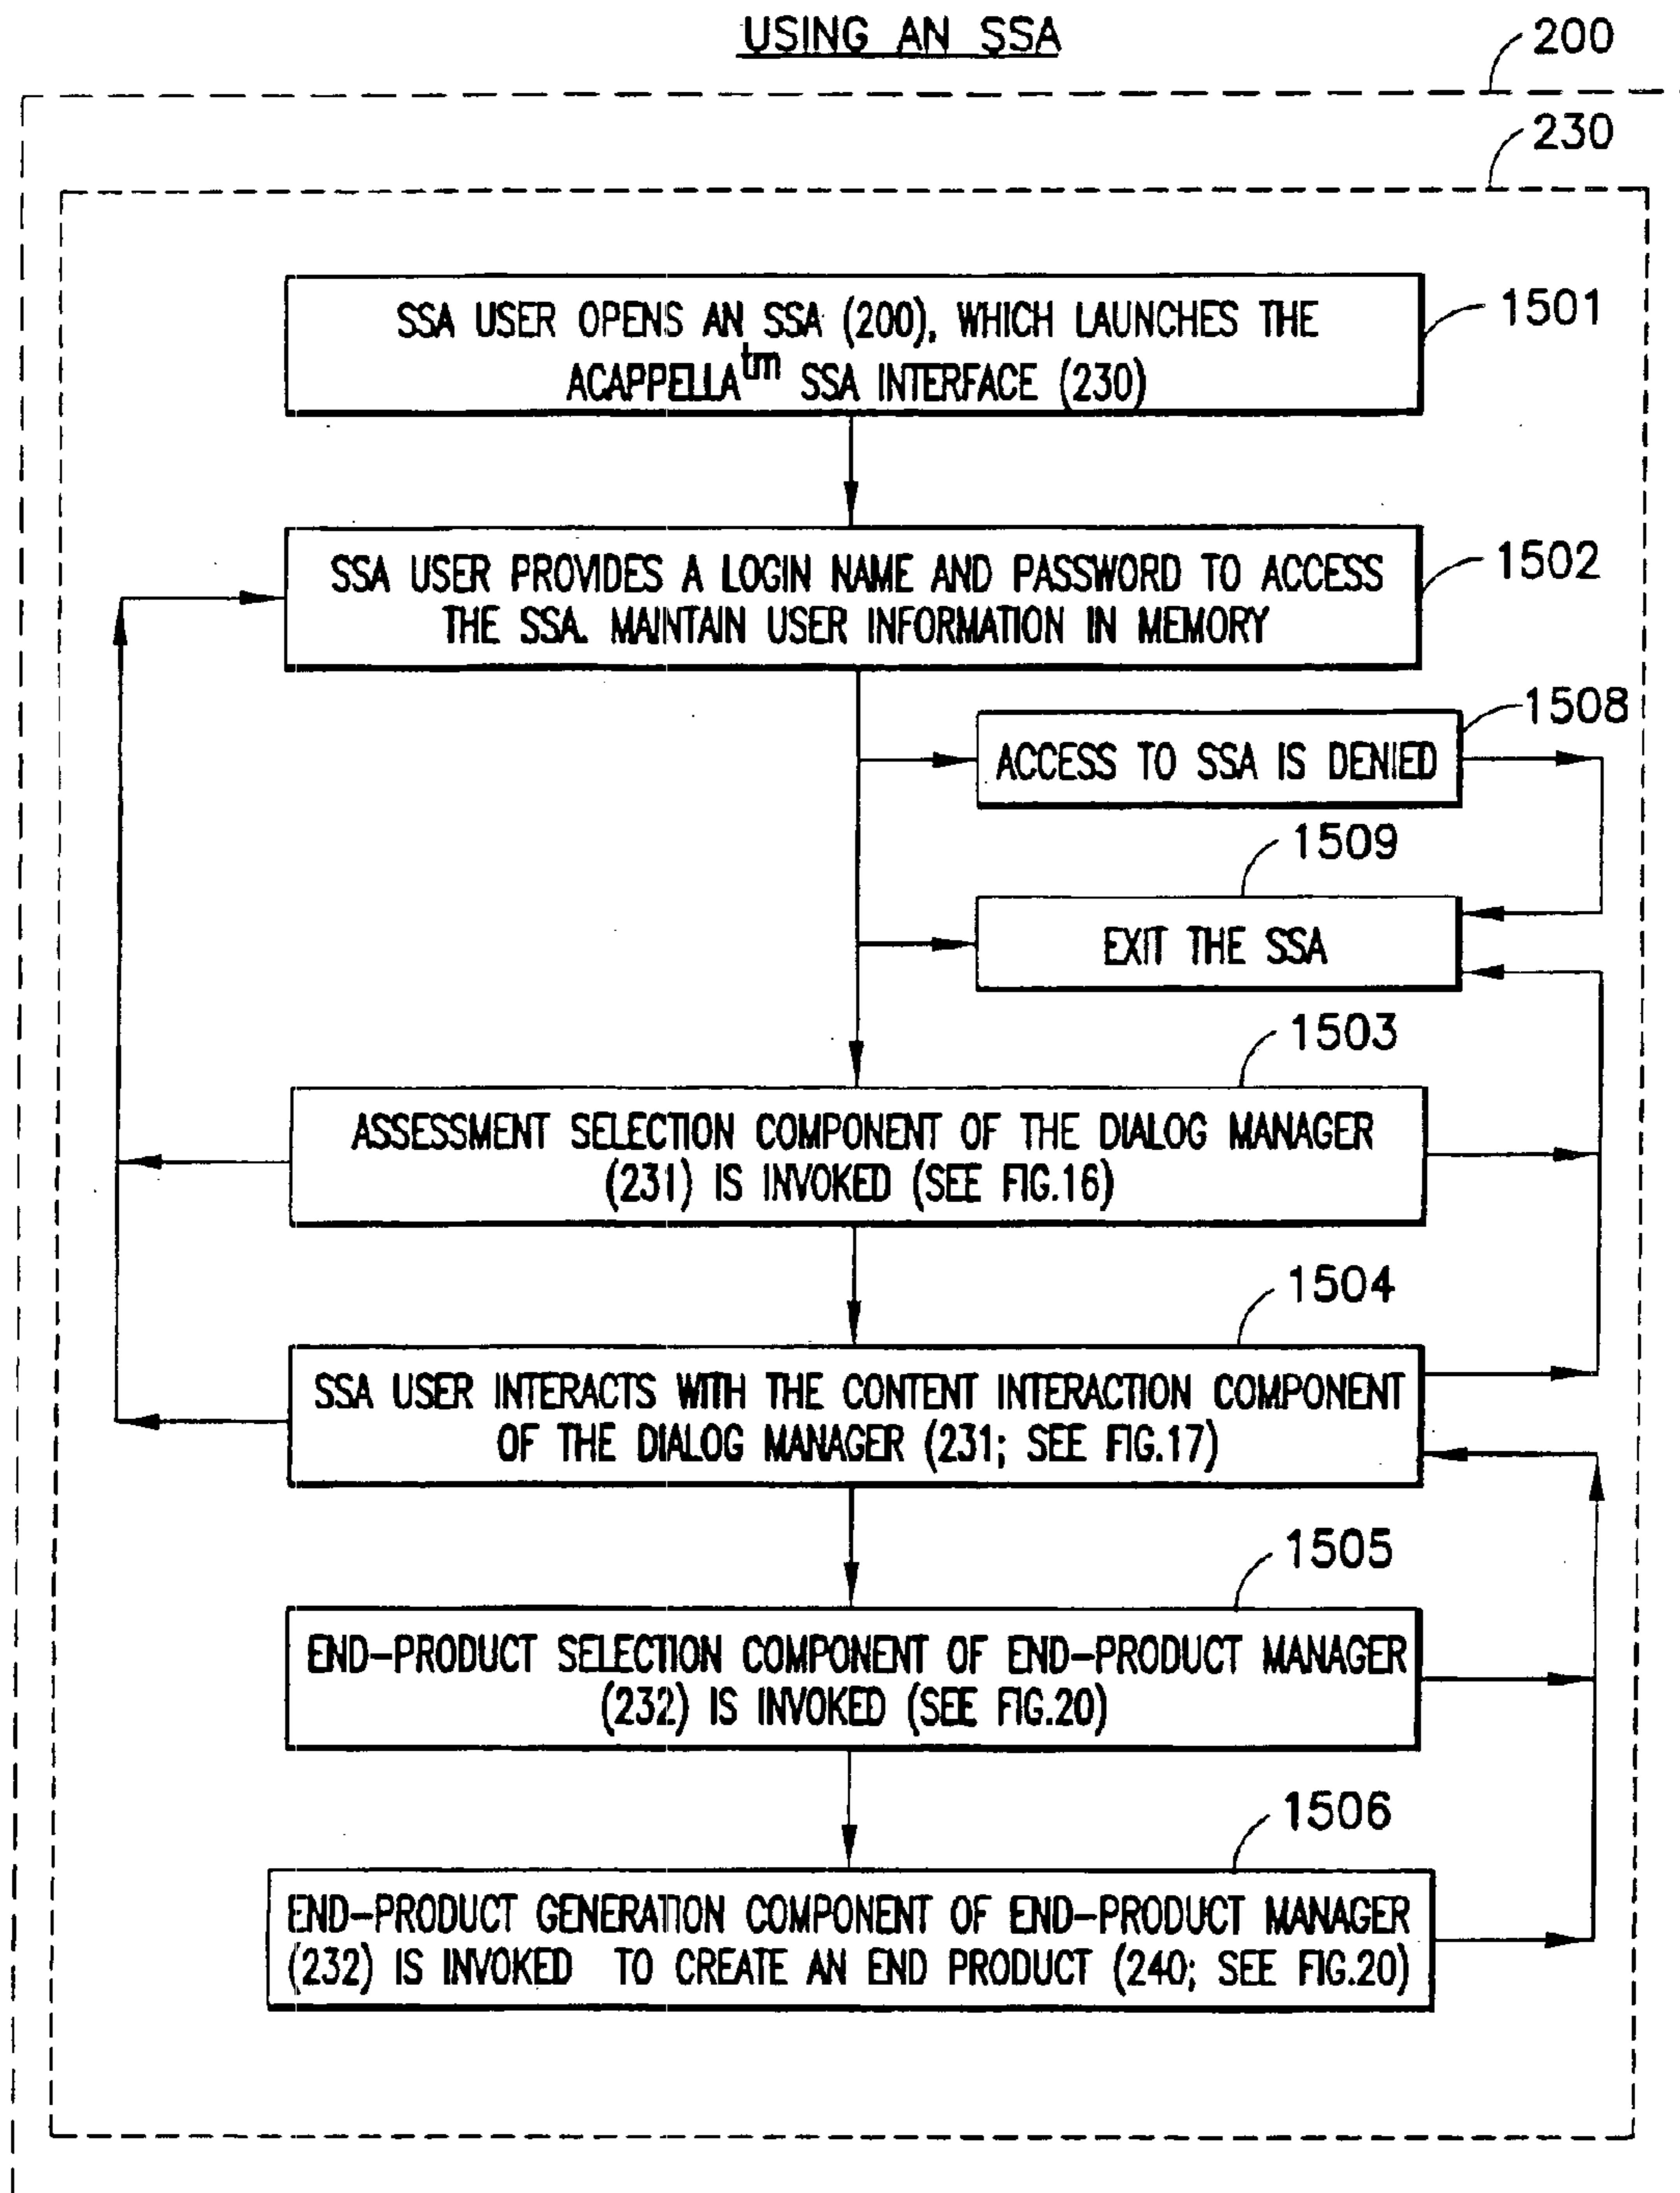 USING AN SSA
200
230
SSA USER OPENS AN SSA (200), WHICH LAUNCHES THE
ACAPPELLAtm SSA INTERFACE (230)
1501
SSA USER PROVIDES A LOGIN NAME AND PASSWORD TO ACCESS
THE SSA. MAINTAIN USER INFORMATION IN MEMORY
1502
1508
ACCESS TO SSA IS DENIED
1509
EXIT THE SSA
1503
ASSESSMENT SELECTION COMPONENT OF THE DIALOG MANAGER
(231) IS INVOKED (SEE FIG.16)
1504
SSA USER INTERACTS WITH THE CONTENT INTERACTION COMPONENT
OF THE DIALOG MANAGER (231; SEE FIG.17)
1505
END-PRODUCT SELECTION COMPONENT OF END-PRODUCT MANAGER
(232) IS INVOKED (SEE FIG.20)
1506
END-PRODUCT GENERATION COMPONENT OF END-PRODUCT MANAGER
(232) IS INVOKED TO CREATE AN END PRODUCT (240; SEE FIG.20)